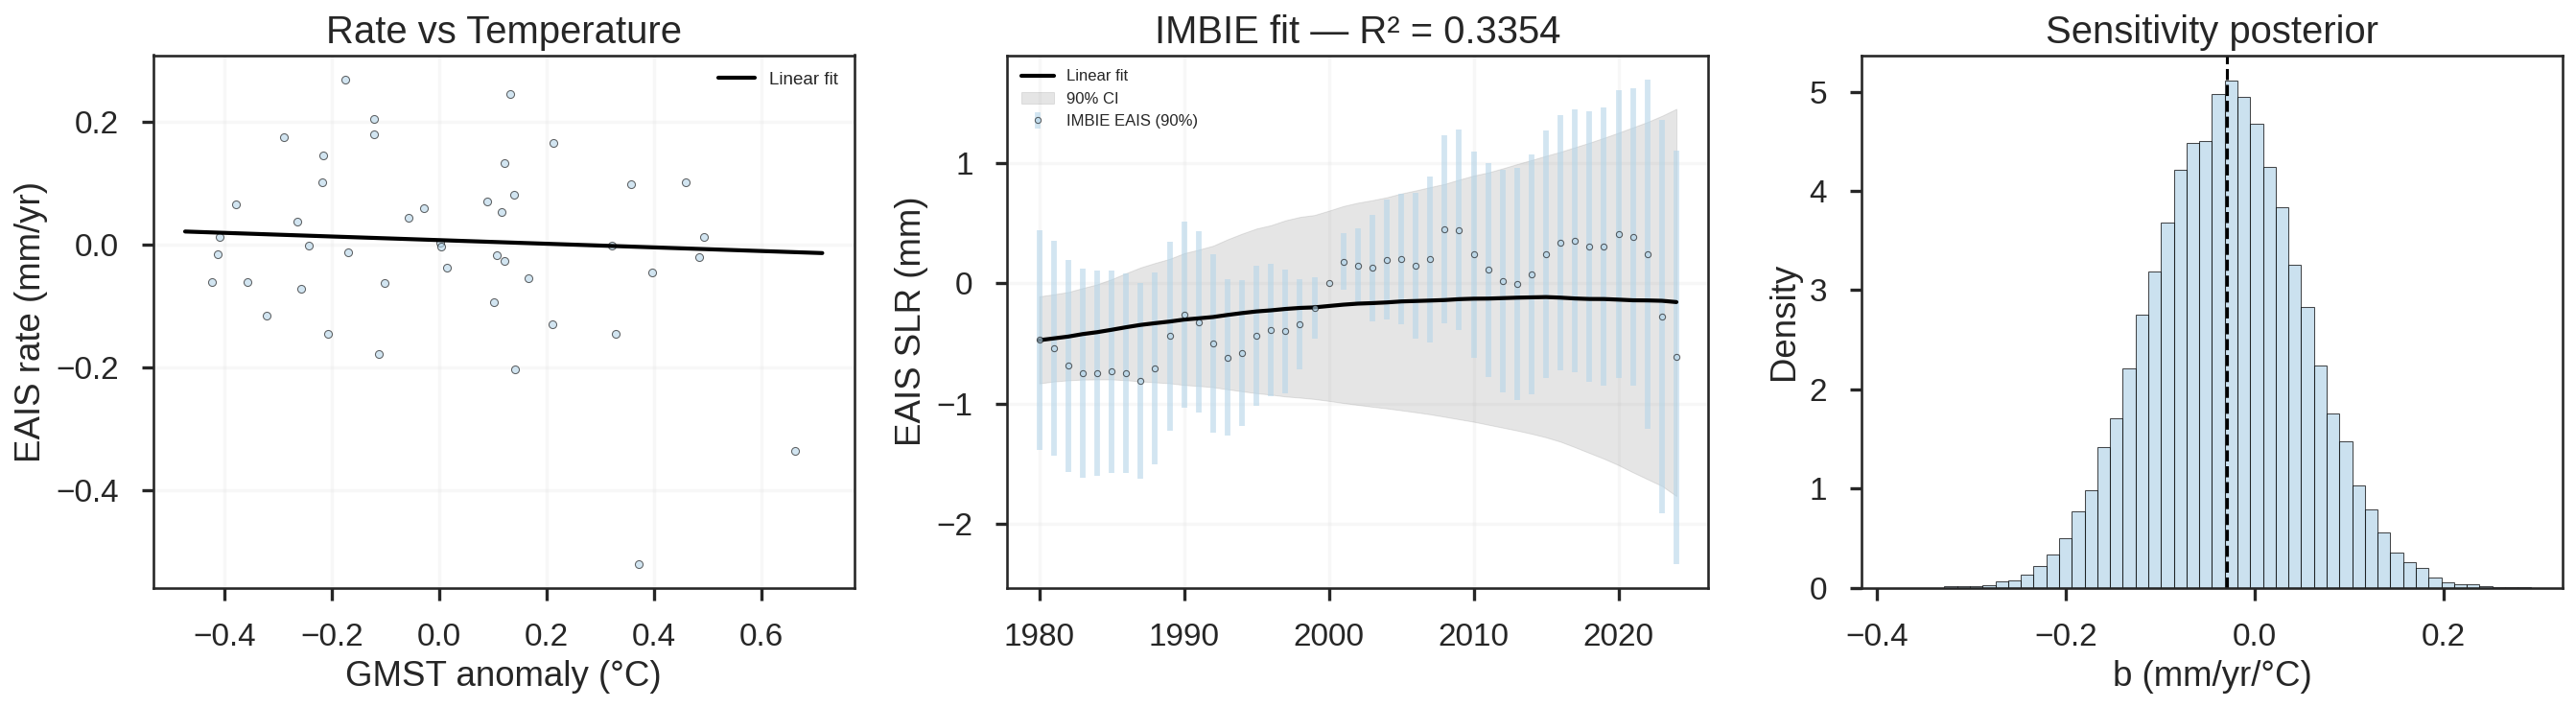 Rate vs Temperature
Linear fit
EAIS rate (mm/yr)
0.2
0.0
−0.2
−0.4
−0.4
−0.2
0.0
0.2
0.4
0.6
GMST anomaly (°C)
IMBIE fit — R² = 0.3354
Linear fit
90% CI
IMBIE EAIS (90%)
EAIS SLR (mm)
1
0
−1
−2
1980
1990
2000
2010
2020
Sensitivity posterior
Density
5
4
3
2
1
0
−0.4
−0.2
0.0
0.2
b (mm/yr/°C)